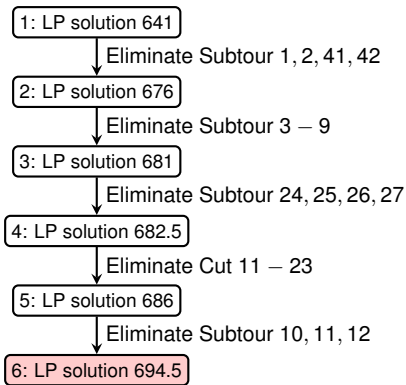 1: LP solution 641
Eliminate Subtour 1, 2, 41, 42
2: LP solution 676
Eliminate Subtour 3 – 9
3: LP solution 681
Eliminate Subtour 24, 25, 26, 27
4: LP solution 682.5
Eliminate Cut 11 – 23
5: LP solution 686
Eliminate Subtour 10, 11, 12
6: LP solution 694.5